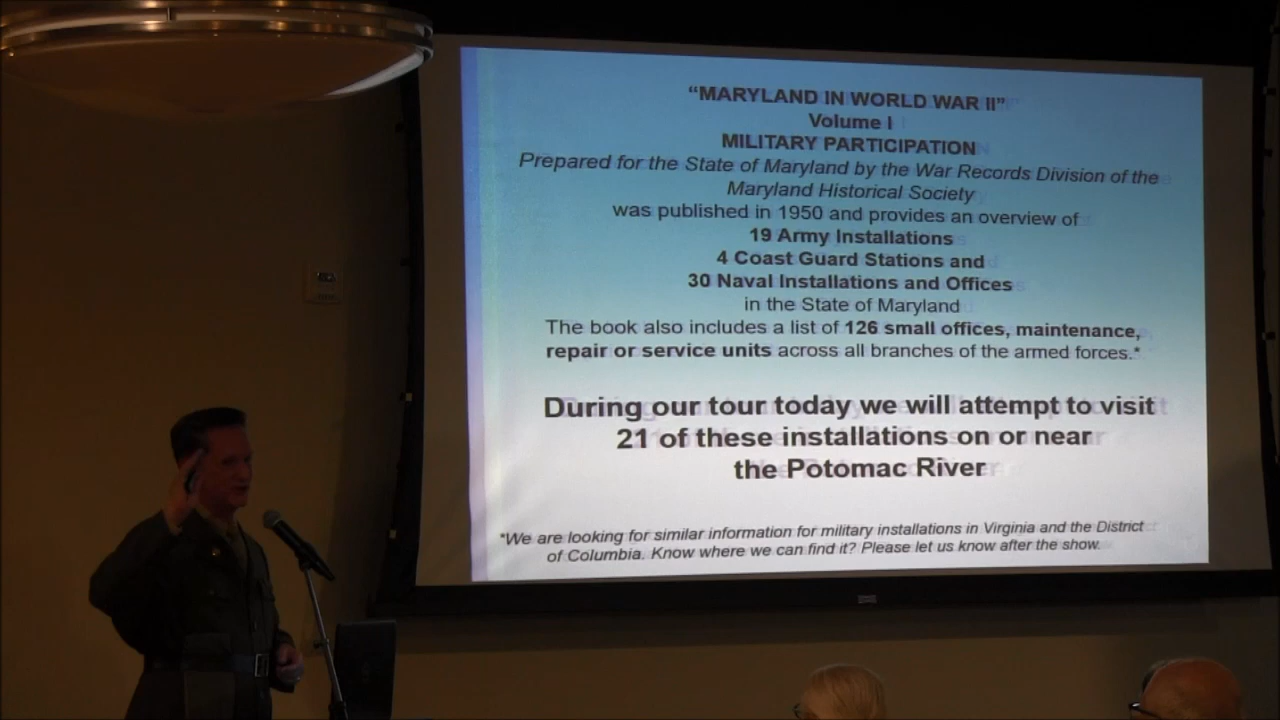 “MARYLAND IN WORLD WAR II”
Volume I
MILITARY PARTICIPATION
Prepared for the State of Maryland by the War Records Division of the
Maryland Historical Society
was published in 1950 and provides an overview of
19 Army Installations
4 Coast Guard Stations and
30 Naval Installations and Offices
in the State of Maryland
The book also includes a list of 126 small offices, maintenance,
repair or service units across all branches of the armed forces.*
During our tour today we will attempt to visit
21 of these installations on or near
the Potomac River
*We are looking for similar information for military installations in Virginia and the District
of Columbia. Know where we can find it? Please let us know after the show.